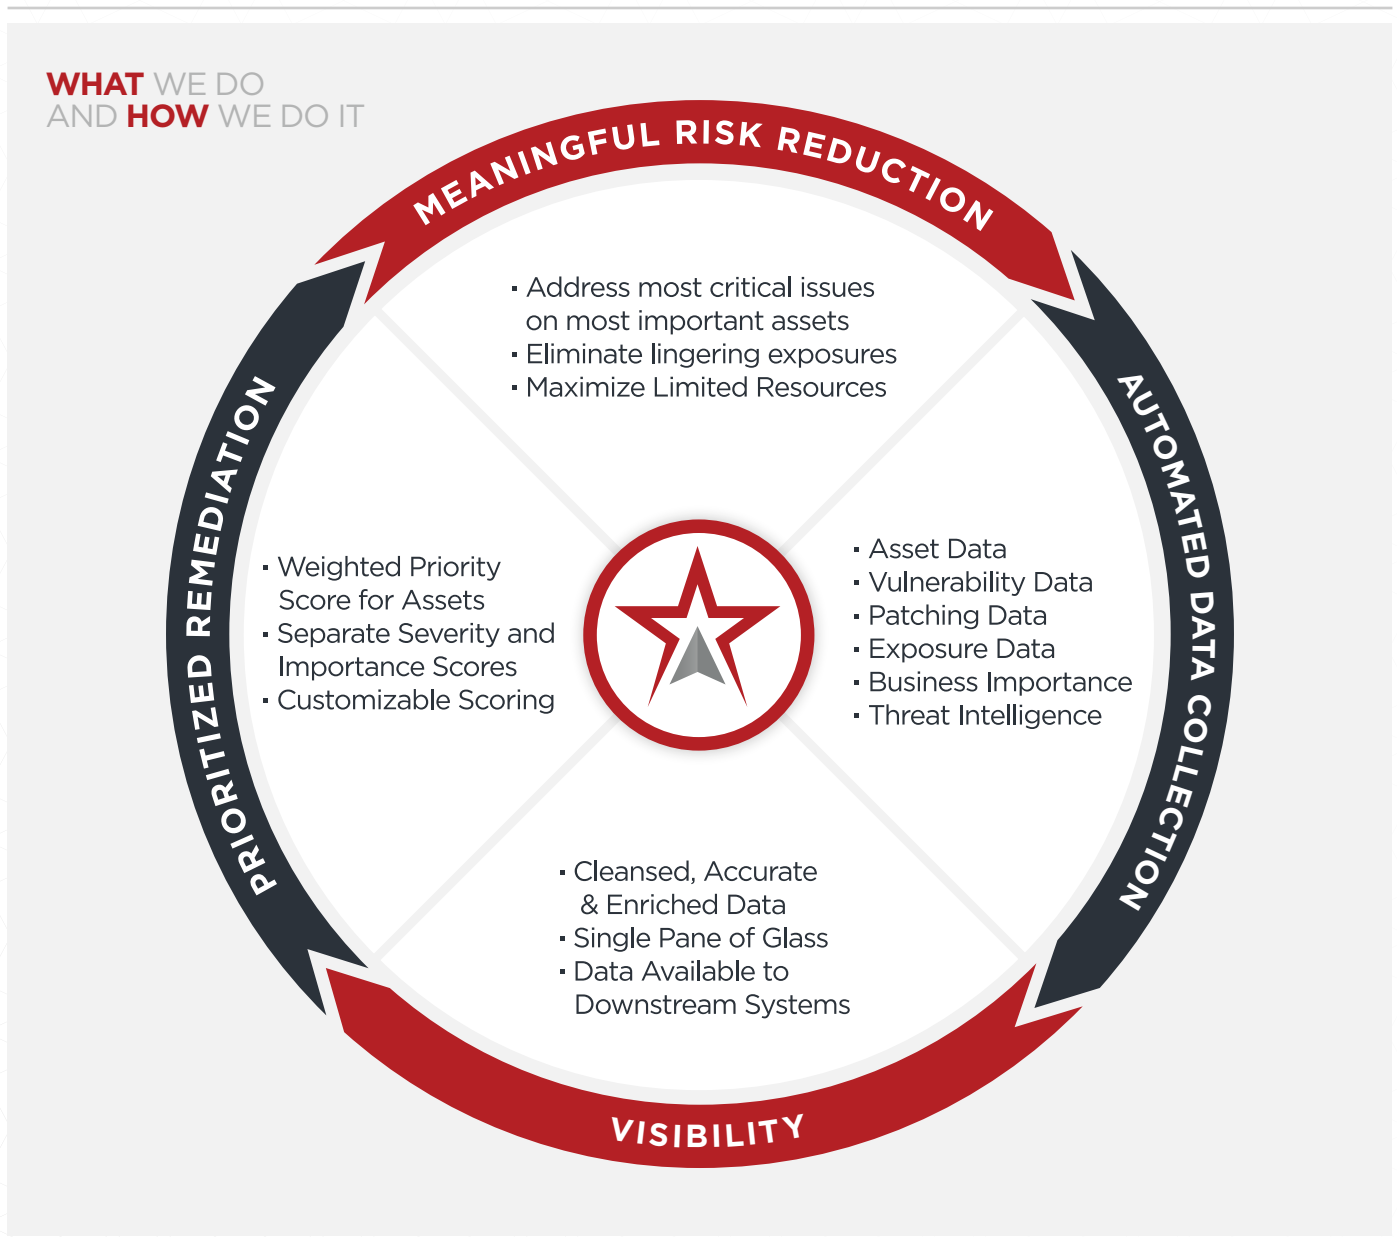 WHAT WE DO
AND HOW WE DO IT
MEANINGFUL RISK REDUCTION
· Address most critical issues
on most important assets
· Eliminate lingering exposures
· Maximize Limited Resources
AUTOMATED DATA COLLECTION
· Asset Data
· Vulnerability Data
· Patching Data
· Exposure Data
· Business Importance
· Threat Intelligence
VISIBILITY
· Cleansed, Accurate
& Enriched Data
· Single Pane of Glass
· Data Available to
Downstream Systems
PRIORITIZED REMEDIATION
· Weighted Priority
Score for Assets
· Separate Severity and
Importance Scores
· Customizable Scoring